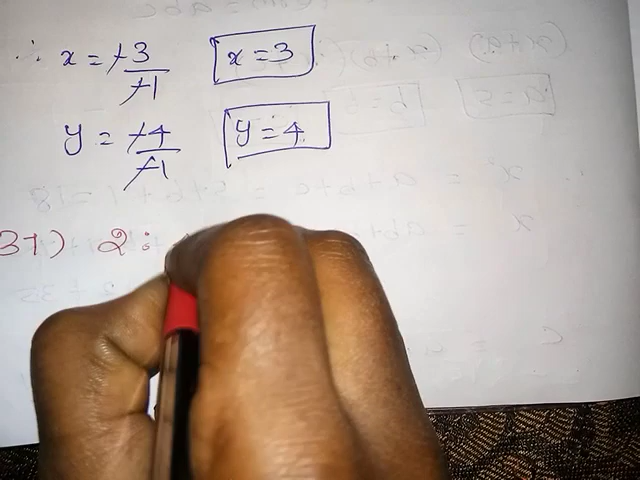 ∴ x = -3/-1 x = 3
y = -4/-1 y = 4
37) 2 :